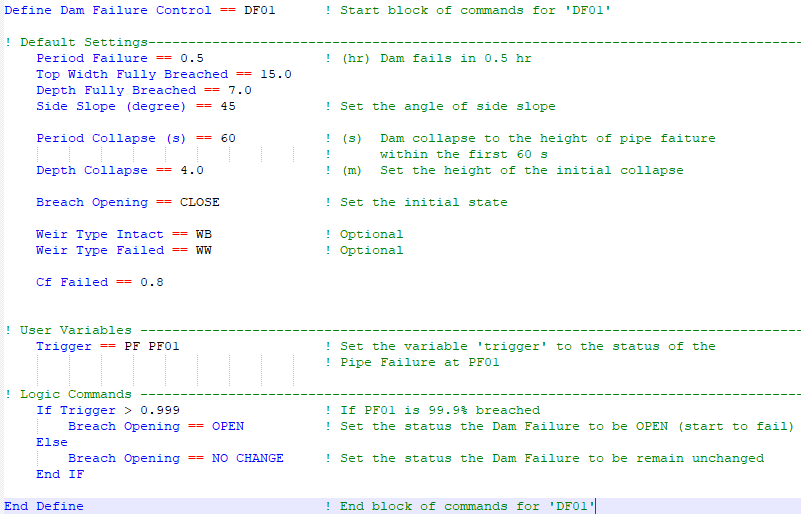 Define Dam Failure Control == DF01 ! Start block of commands for 'DF01'
! Default Settings--------------------------------------------------------------------------------
Period Failure == 0.5 ! (hr) Dam fails in 0.5 hr
Top Width Fully Breached == 15.0
Depth Fully Breached == 7.0
Side Slope (degree) == 45 ! Set the angle of side slope
Period Collapse (s) == 60 ! (s) Dam collapse to the height of pipe faiture
! within the first 60 s
Depth Collapse == 4.0 ! (m) Set the height of the initial collapse
Breach Opening == CLOSE ! Set the initial state
Weir Type Intact == WB ! Optional
Weir Type Failed == WW ! Optional
Cf Failed == 0.8
! User Variables ---------------------------------------------------------------------------------
Trigger == PF PF01 ! Set the variable 'trigger' to the status of the
! Pipe Failure at PF01
! Logic Commands ---------------------------------------------------------------------------------
If Trigger > 0.999 ! If PF01 is 99.9% breached
Breach Opening == OPEN ! Set the status the Dam Failure to be OPEN (start to fail)
Else
Breach Opening == NO CHANGE ! Set the status the Dam Failure to be remain unchanged
End IF
End Define ! End block of commands for 'DF01'